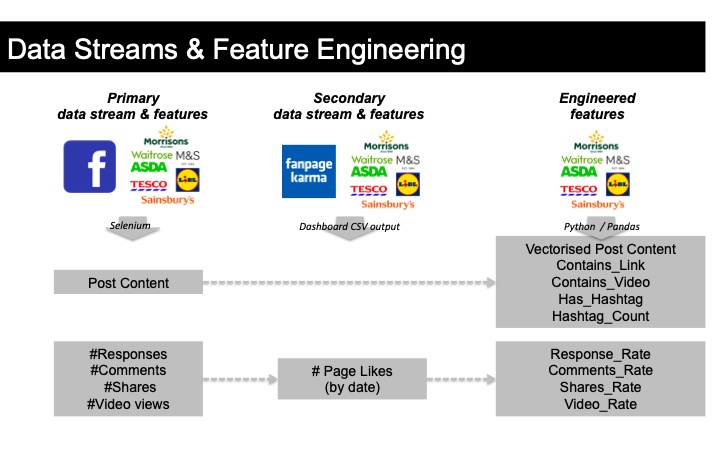 Data Streams & Feature Engineering
Primary
data stream & features
Secondary
data stream & features
Engineered
features
f
Morrisons
Waitrose M&S
ASDA
TESCO LIDL
Sainsbury's
fanpage
karma
Morrisons
Waitrose M&S
ASDA
TESCO LIDL
Sainsbury's
Morrisons
Waitrose M&S
ASDA
TESCO LIDL
Sainsbury's
Selenium
Dashboard CSV output
Python / Pandas
Post Content
Vectorised Post Content
Contains_Link
Contains_Video
Has_Hashtag
Hashtag_Count
#Responses
#Comments
#Shares
#Video views
# Page Likes
(by date)
Response_Rate
Comments_Rate
Shares_Rate
Video_Rate